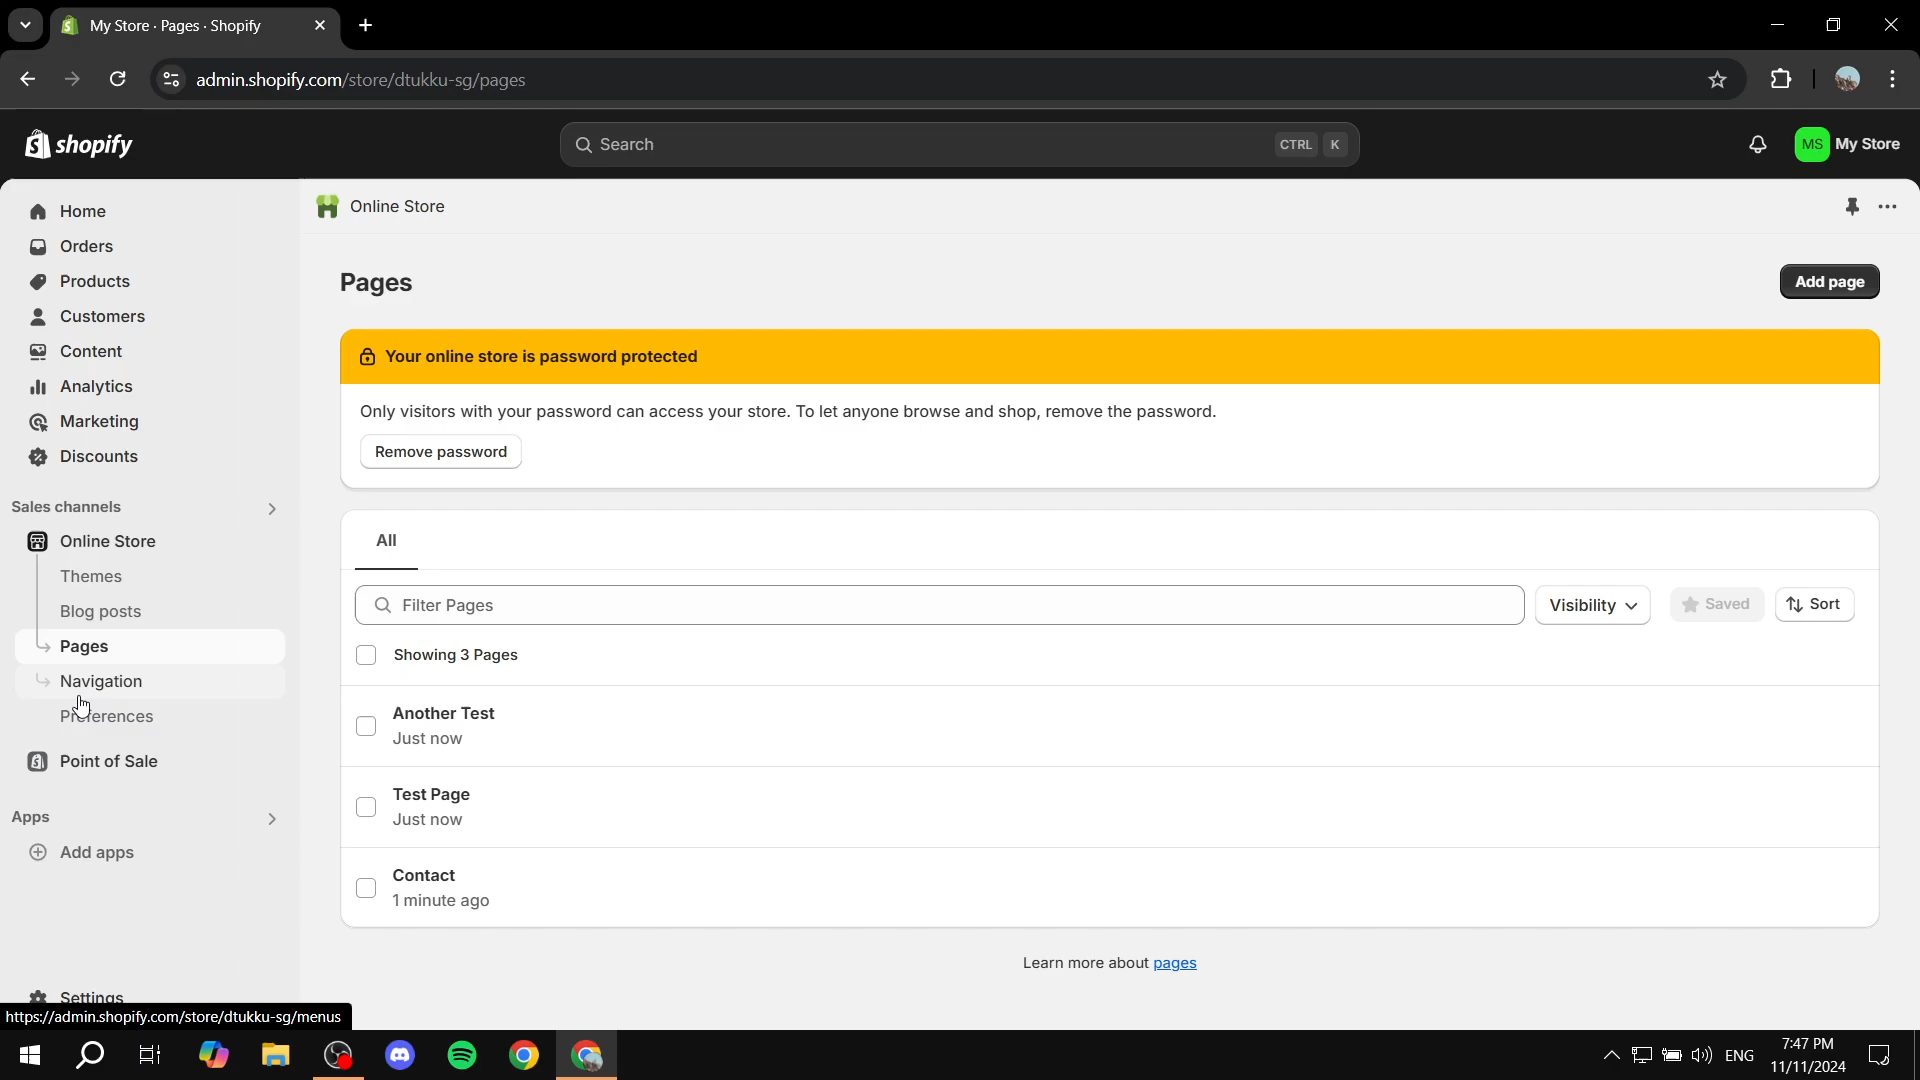 My Store · Pages · Shopify
admin.shopify.com/store/dtukku-sg/pages
shopify
Search
CTRL K
MS My Store
Home
Orders
Products
Customers
Content
Analytics
Marketing
Discounts
Sales channels
Online Store
Themes
Blog posts
Pages
Navigation
Preferences
Point of Sale
Apps
Add apps
Settings
Online Store
Pages
Add page
Your online store is password protected
Only visitors with your password can access your store. To let anyone browse and shop, remove the password.
Remove password
All
Filter Pages
Visibility
Saved
Sort
Showing 3 Pages
Another Test
Just now
Test Page
Just now
Contact
1 minute ago
Learn more about pages
https://admin.shopify.com/store/dtukku-sg/menus
ENG
7:47 PM
11/11/2024